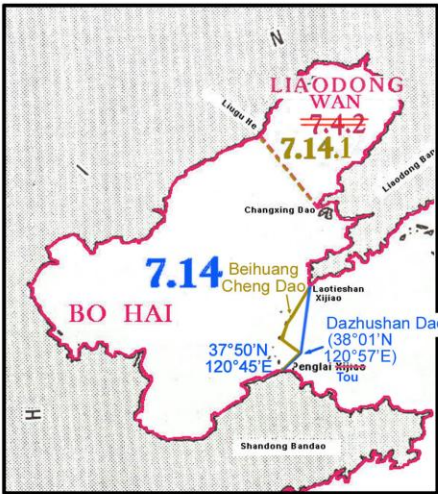 N
LIAODONG
WAN
7.4.2
7.14.1
Liugu He
Liaodong Ban
Changxing Dao
I
7.14
Beihuang
Cheng Dao
Laotieshan
Xijiao
BO HAI
Dazhushan Dao
(38°01'N
120°57'E)
37°50'N
120°45'E
Penglai Xijiao
Tou
H
Shandong Bandao